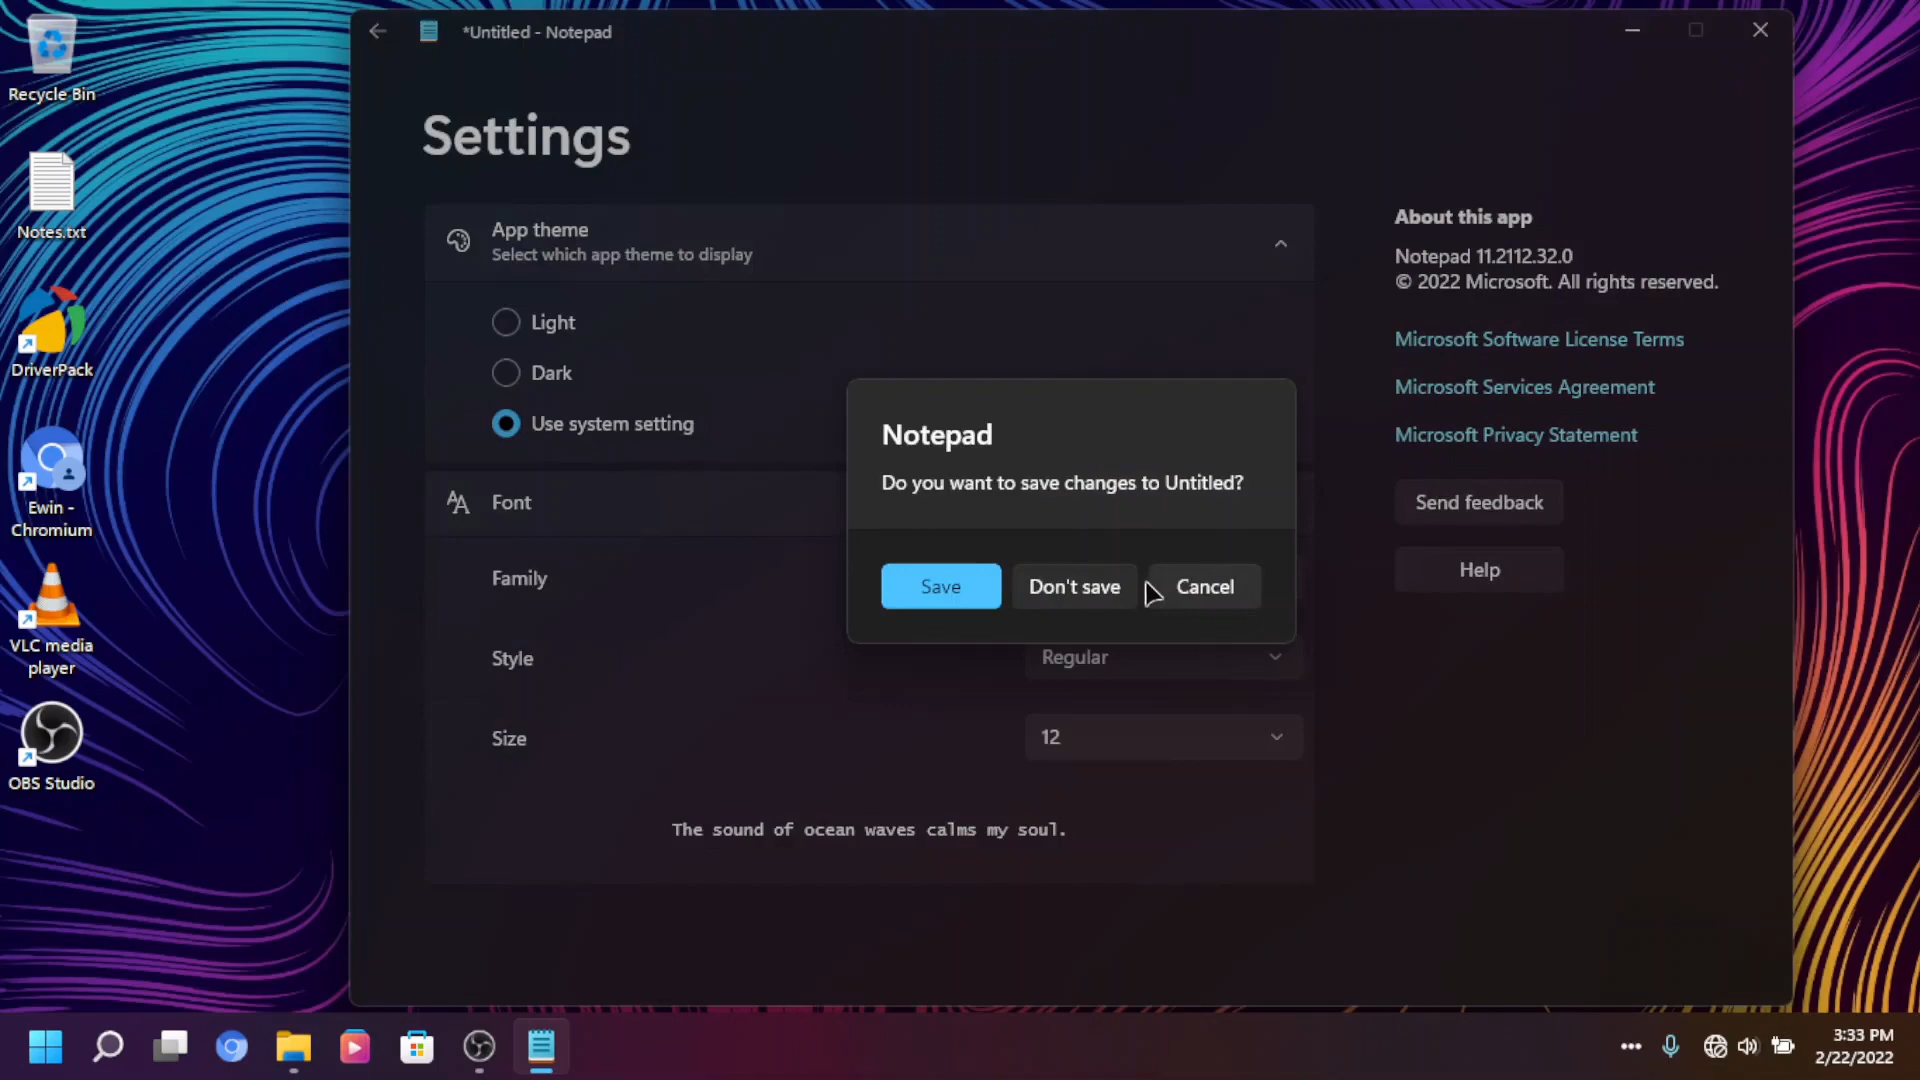 Recycle Bin
Notes.txt
DriverPack
Ewin -
Chromium
VLC media
player
OBS Studio
*Untitled - Notepad
Settings
App theme
Select which app theme to display
Light
Dark
Use system setting
Font
Family
Style
Regular
Size
12
The sound of ocean waves calms my soul.
Notepad
Do you want to save changes to Untitled?
Save
Don't save
Cancel
About this app
Notepad 11.2112.32.0
© 2022 Microsoft. All rights reserved.
Microsoft Software License Terms
Microsoft Services Agreement
Microsoft Privacy Statement
Send feedback
Help
3:33 PM
2/22/2022